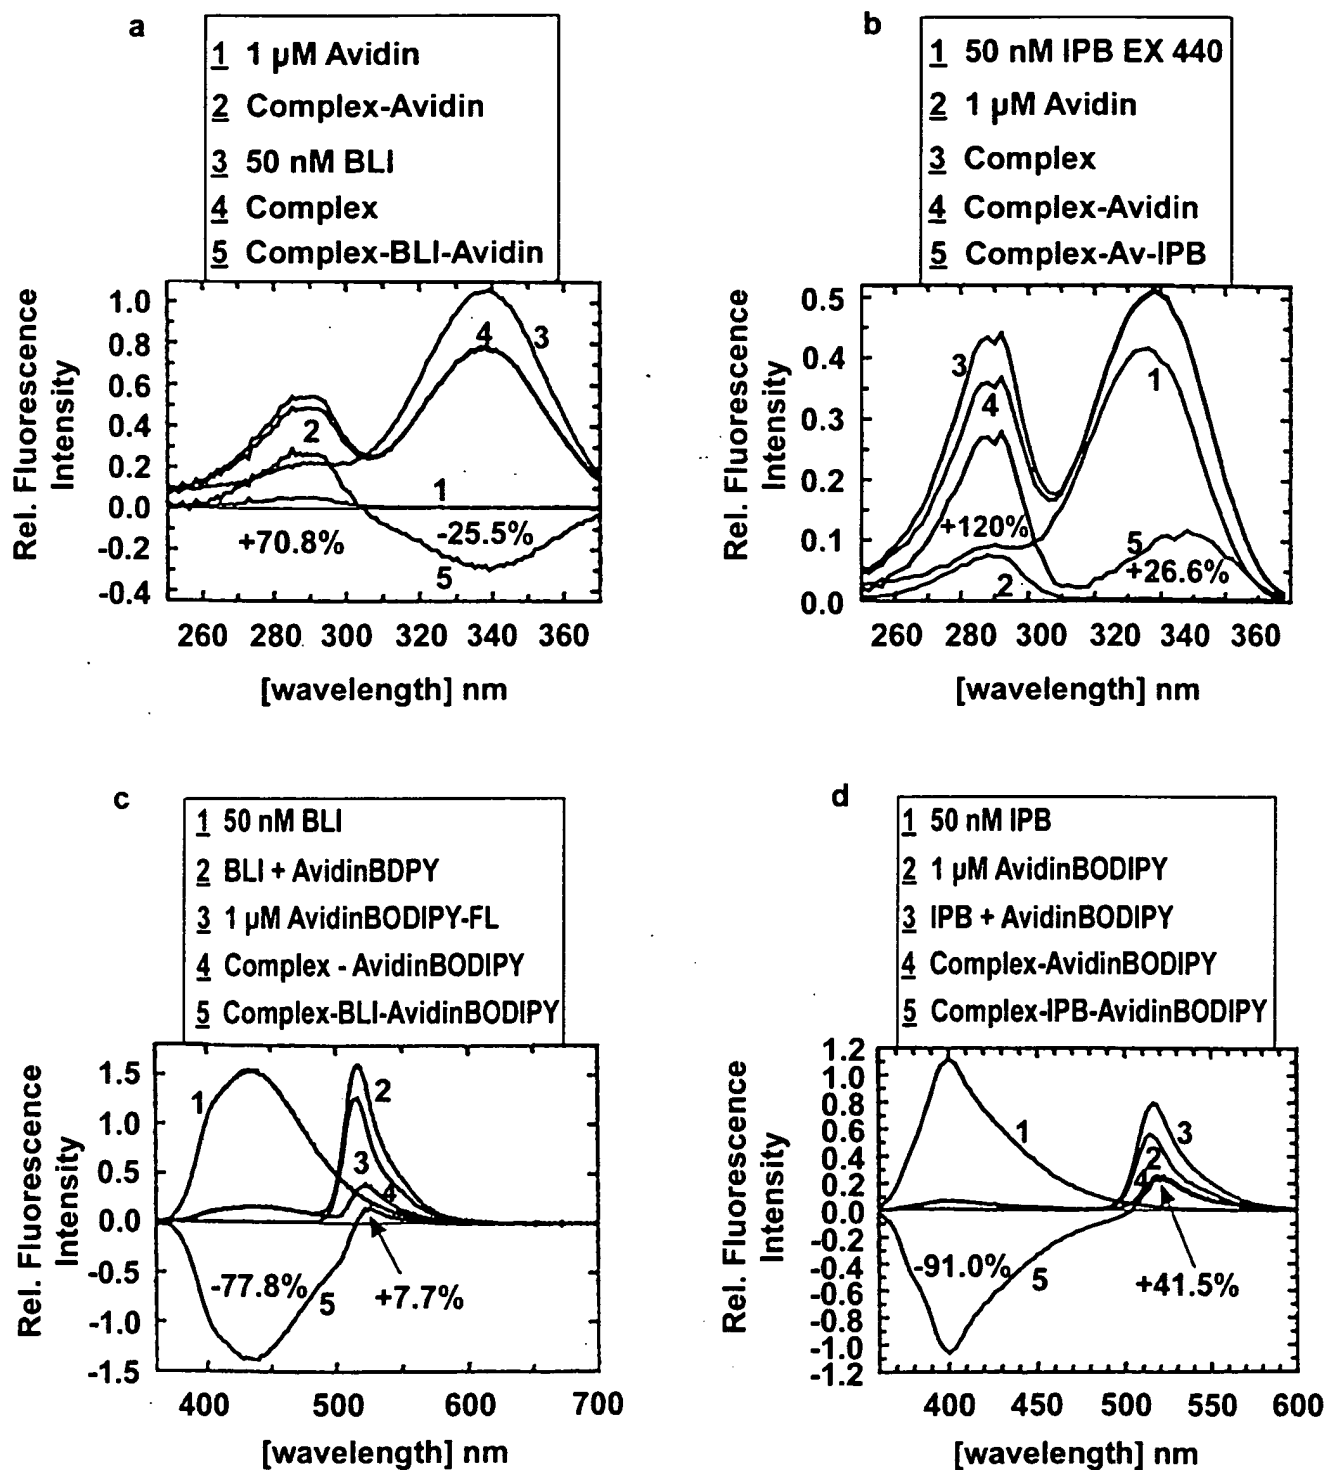 a
1 1 µM Avidin
2 Complex-Avidin
3 50 nM BLI
4 Complex
5 Complex-BLI-Avidin
Rel. Fluorescence
Intensity
1.0
0.8
0.6
0.4
0.2
0.0
-0.2
-0.4
4
3
2
1
+70.8%
-25.5%
5
260 280 300 320 340 360
[wavelength] nm
b
1 50 nM IPB EX 440
2 1 µM Avidin
3 Complex
4 Complex-Avidin
5 Complex-Av-IPB
Rel. Fluorescence
Intensity
0.5
0.4
0.3
0.2
0.1
0.0
3
4
1
+120%
5
+26.6%
2
260 280 300 320 340 360
[wavelength] nm
c
1 50 nM BLI
2 BLI + AvidinBDPY
3 1 µM AvidinBODIPY-FL
4 Complex - AvidinBODIPY
5 Complex-BLI-AvidinBODIPY
Rel. Fluorescence
Intensity
1.5
1.0
0.5
0.0
-0.5
-1.0
-1.5
1
2
3
4
-77.8%
5
+7.7%
400 500 600 700
[wavelength] nm
d
1 50 nM IPB
2 1 µM AvidinBODIPY
3 IPB + AvidinBODIPY
4 Complex-AvidinBODIPY
5 Complex-IPB-AvidinBODIPY
Rel. Fluorescence
Intensity
1.2
1.0
0.8
0.6
0.4
0.2
0.0
-0.2
-0.4
-0.6
-0.8
-1.0
-1.2
1
3
2
4
-91.0%
5
+41.5%
400 450 500 550 600
[wavelength] nm